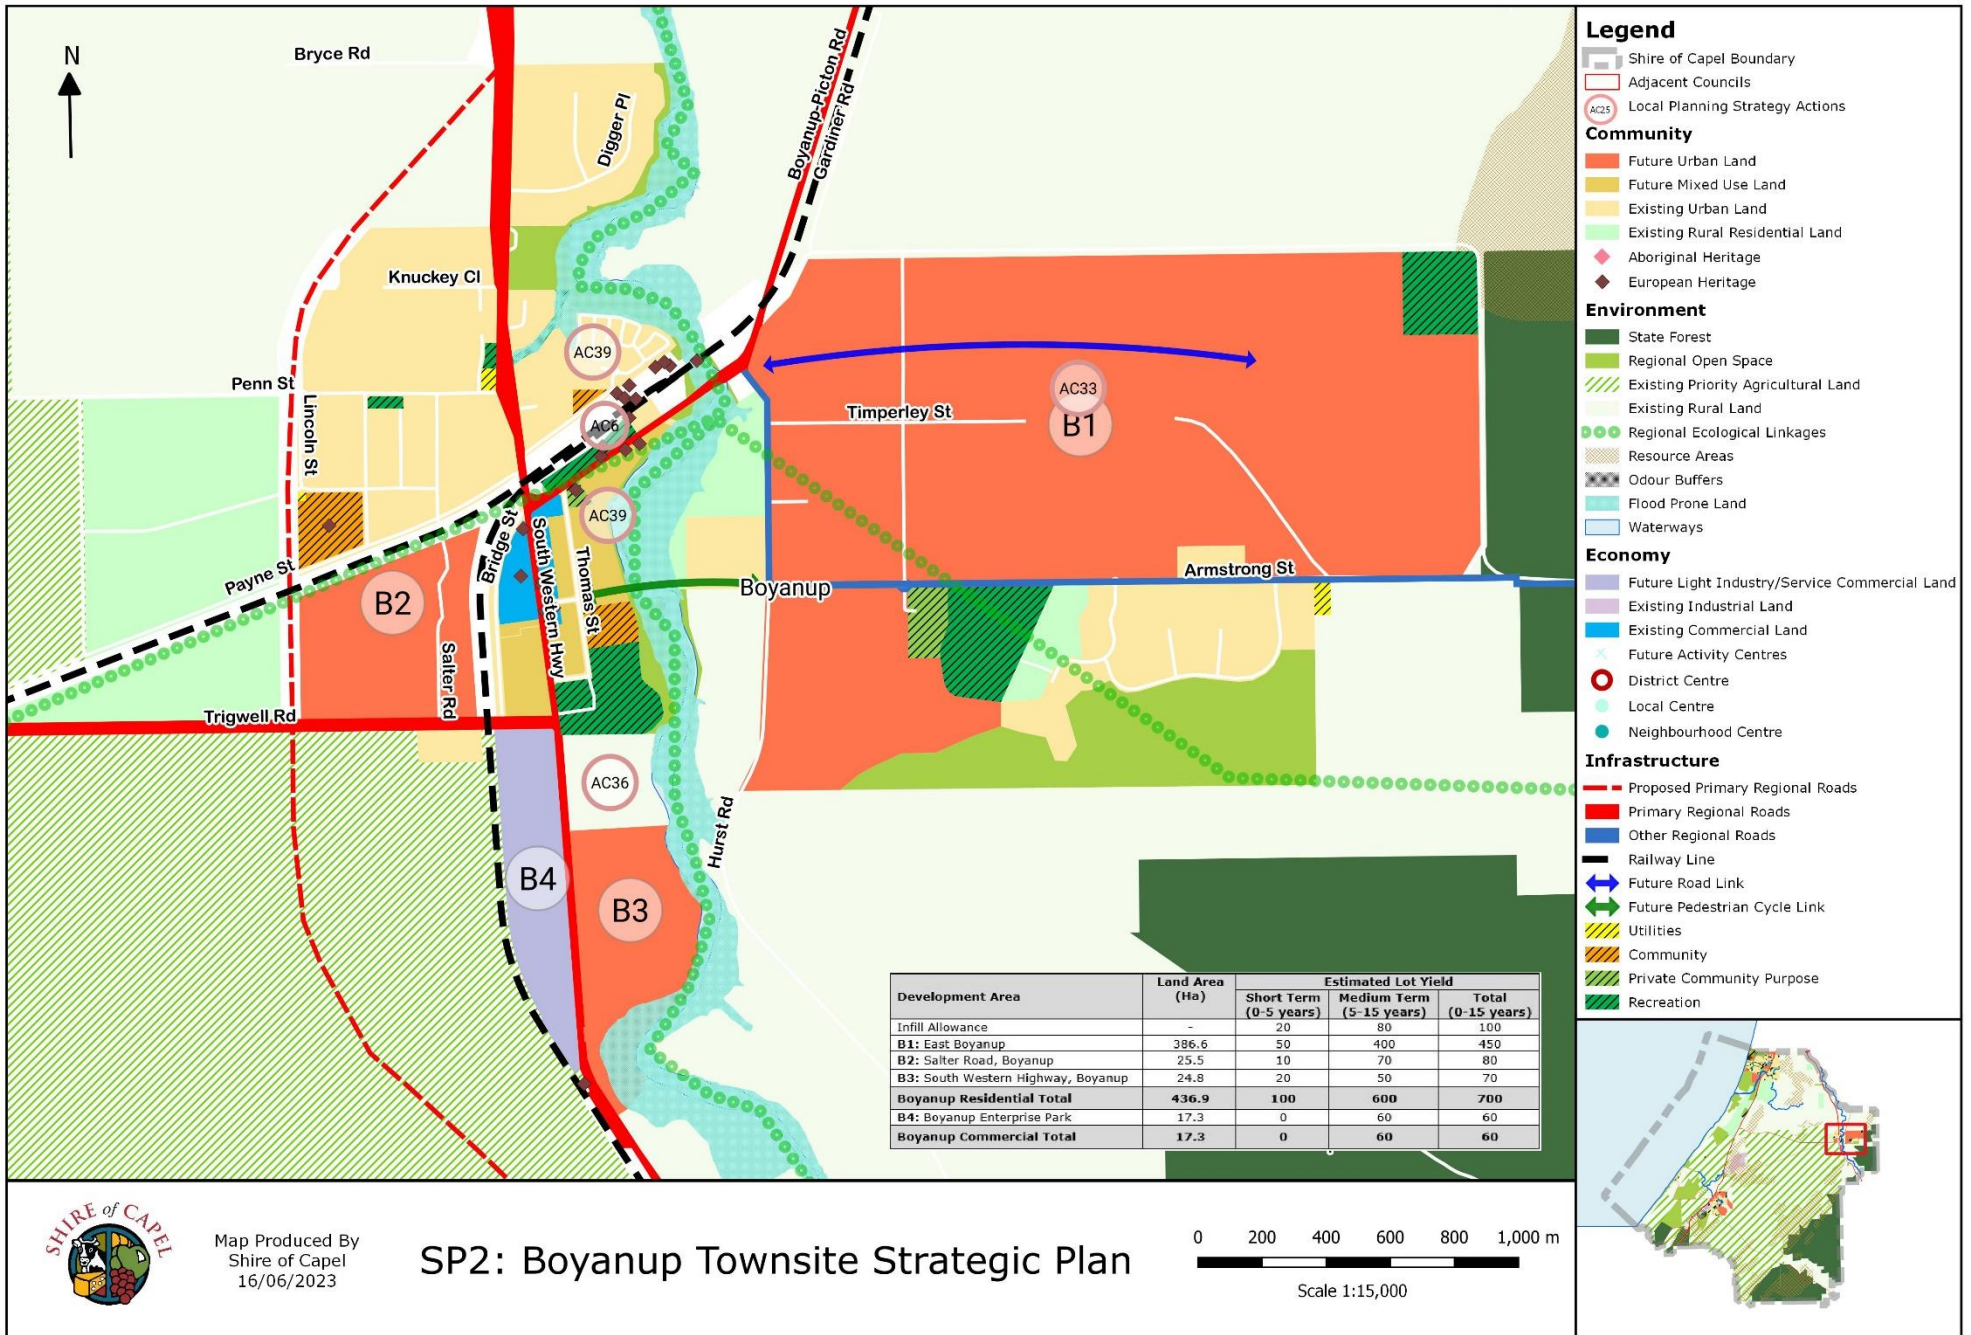 N
Bryce Rd
Digger Pl
Boyanup-Picton Rd
Gardiner Rd
Knuckey Cl
AC39
Penn St
Lincoln St
AC6
AC33
B1
Timperley St
AC39
Bridge St
South Western Hwy
Thomas St
Payne St
B2
Boyanup
Armstrong St
Salter Rd
Trigwell Rd
AC36
Hurst Rd
B4
B3
Development Area Land Area (Ha) Estimated Lot Yield
Short Term (0-5 years) Medium Term (5-15 years) Total (0-15 years)
Infill Allowance - 20 80 100
B1: East Boyanup 386.6 50 400 450
B2: Salter Road, Boyanup 25.5 10 70 80
B3: South Western Highway, Boyanup 24.8 20 50 70
Boyanup Residential Total 436.9 100 600 700
B4: Boyanup Enterprise Park 17.3 0 60 60
Boyanup Commercial Total 17.3 0 60 60
Legend
Shire of Capel Boundary
Adjacent Councils
AC25 Local Planning Strategy Actions
Community
Future Urban Land
Future Mixed Use Land
Existing Urban Land
Existing Rural Residential Land
Aboriginal Heritage
European Heritage
Environment
State Forest
Regional Open Space
Existing Priority Agricultural Land
Existing Rural Land
Regional Ecological Linkages
Resource Areas
Odour Buffers
Flood Prone Land
Waterways
Economy
Future Light Industry/Service Commercial Land
Existing Industrial Land
Existing Commercial Land
Future Activity Centres
District Centre
Local Centre
Neighbourhood Centre
Infrastructure
Proposed Primary Regional Roads
Primary Regional Roads
Other Regional Roads
Railway Line
Future Road Link
Future Pedestrian Cycle Link
Utilities
Community
Private Community Purpose
Recreation
SHIRE of CAPEL
Map Produced By
Shire of Capel
16/06/2023
SP2: Boyanup Townsite Strategic Plan
0 200 400 600 800 1,000 m
Scale 1:15,000